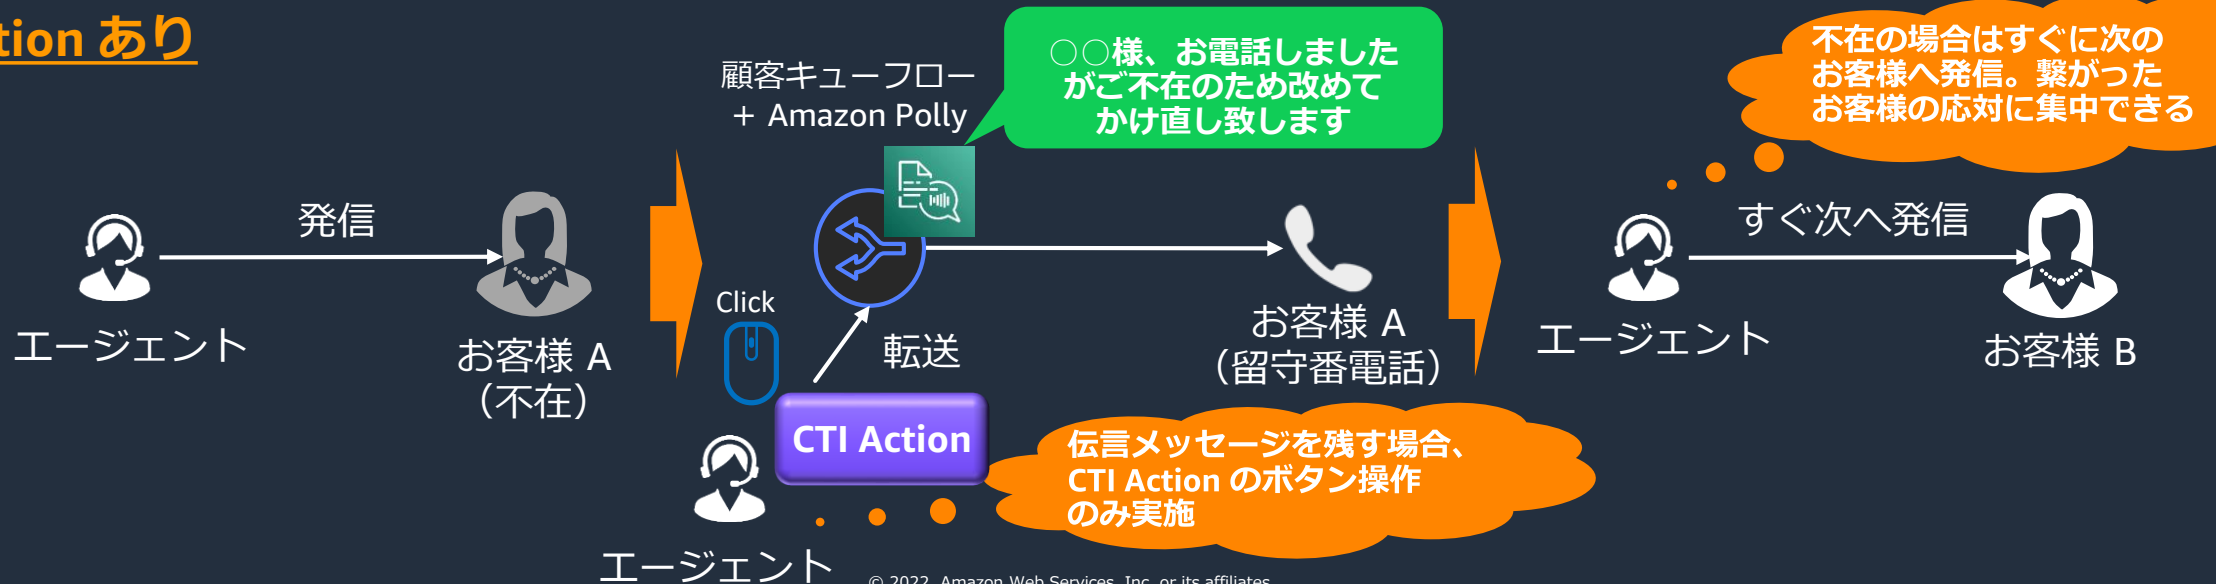 tion あり
顧客キューフロー
＋ Amazon Polly
○○様、お電話しました
がご不在のため改めて
かけ直し致します
不在の場合はすぐに次の
お客様へ発信。繋がった
お客様の応対に集中できる
発信
エージェント
お客様 A
（不在）
Click
転送
CTI Action
エージェント
お客様 A
（留守番電話）
伝言メッセージを残す場合、
CTI Action のボタン操作
のみ実施
すぐ次へ発信
エージェント
お客様 B
© 2022, Amazon Web Services, Inc. or its affiliates.